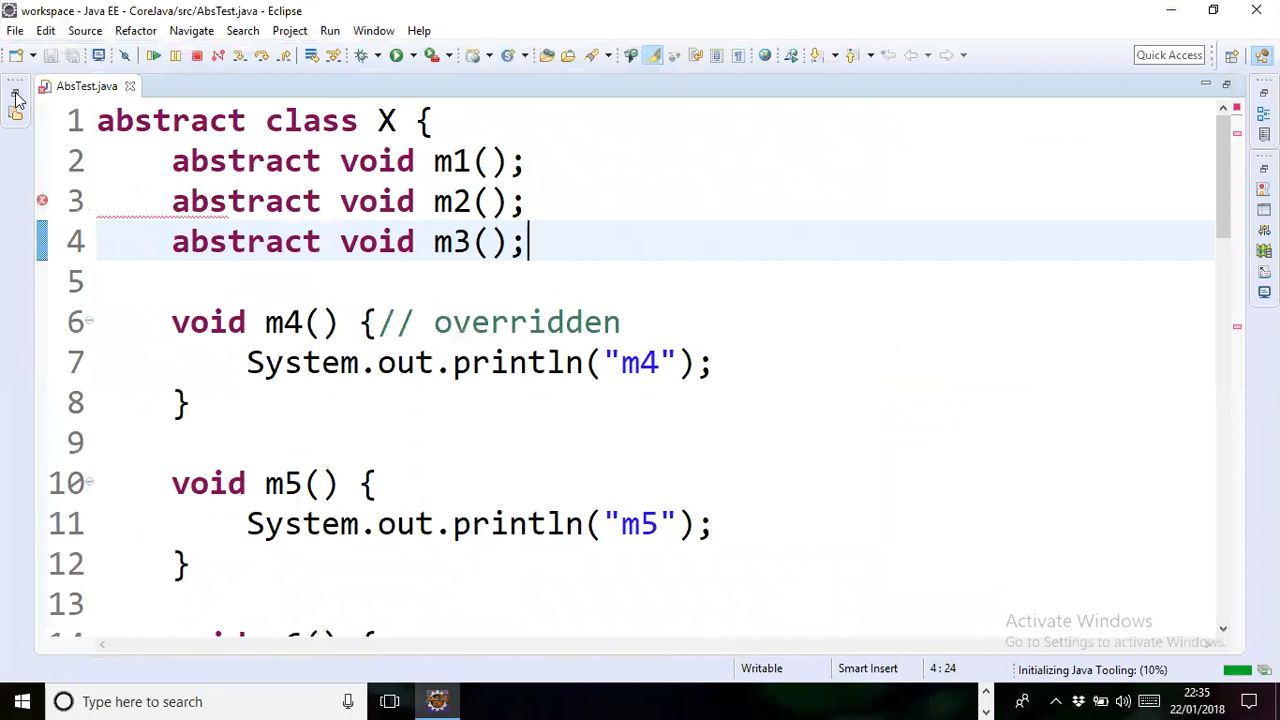 workspace - Java EE - CoreJava/src/AbsTest.java - Eclipse
File Edit Source Refactor Navigate Search Project Run Window Help
Quick Access
AbsTest.java
1 abstract class X {
2 abstract void m1();
3 abstract void m2();
4 abstract void m3();
5
6 void m4() {// overridden
7 System.out.println("m4");
8 }
9
10 void m5() {
11 System.out.println("m5");
12 }
13
Activate Windows
Go to Settings to activate Windows.
Writable Smart Insert 4 : 24 Initializing Java Tooling: (10%)
Type here to search
22:35
22/01/2018